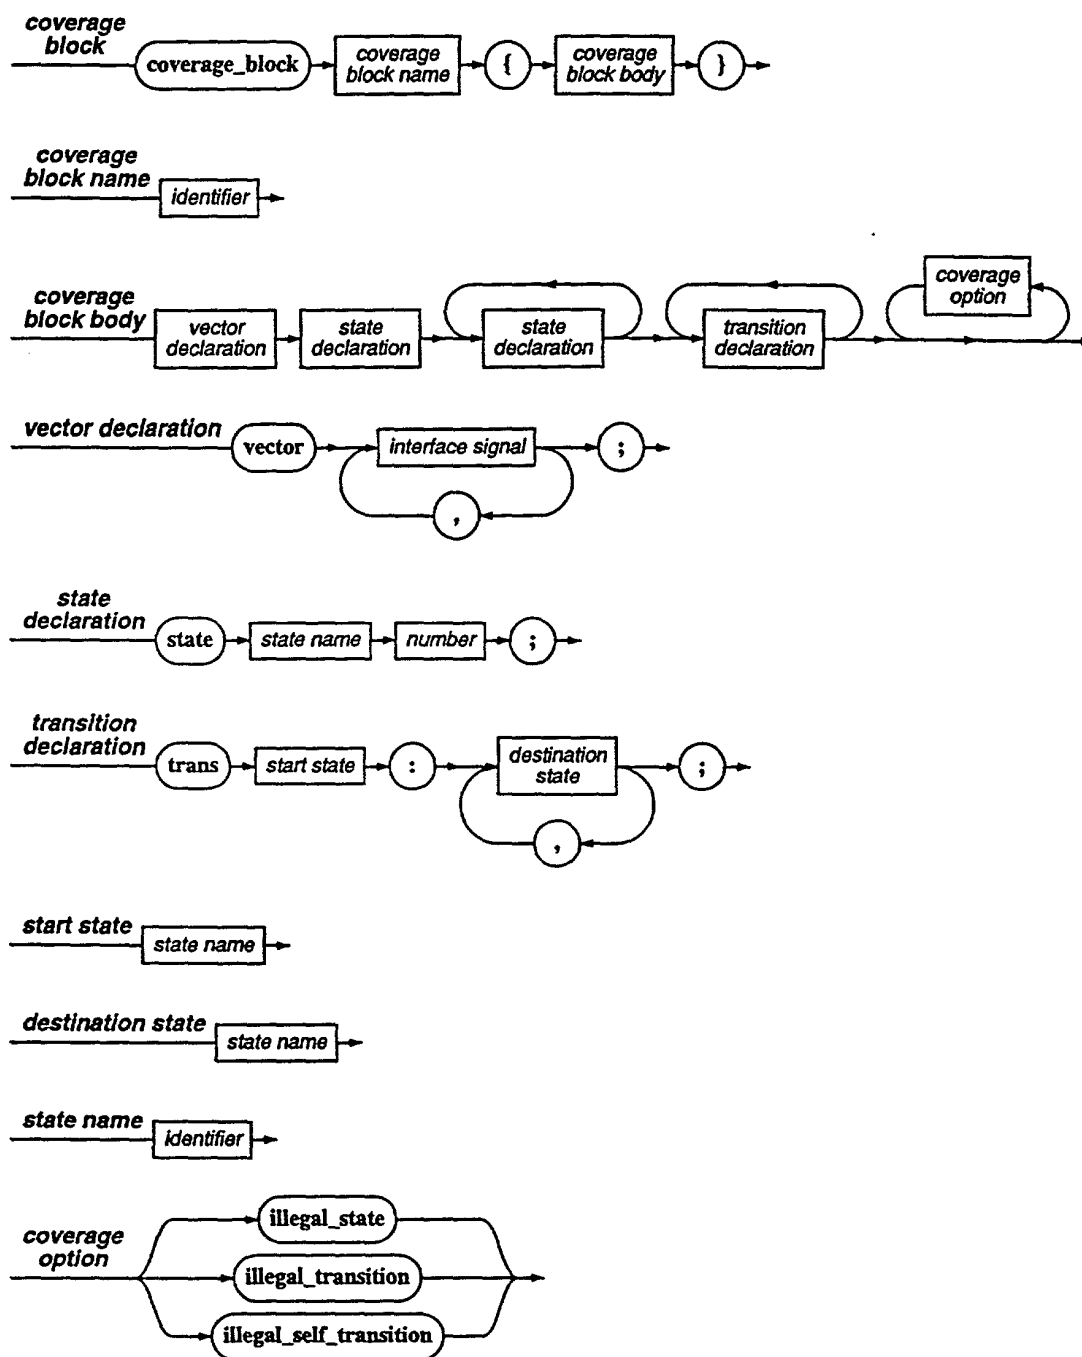 coverage
block
coverage_block
coverage
block name
{
coverage
block body
}
coverage
block name
identifier
coverage
block body
vector
declaration
state
declaration
state
declaration
transition
declaration
coverage
option
vector declaration
vector
interface signal
,
;
state
declaration
state
state name
number
;
transition
declaration
trans
start state
:
destination
state
,
;
start state
state name
destination state
state name
state name
identifier
coverage
option
illegal_state
illegal_transition
illegal_self_transition